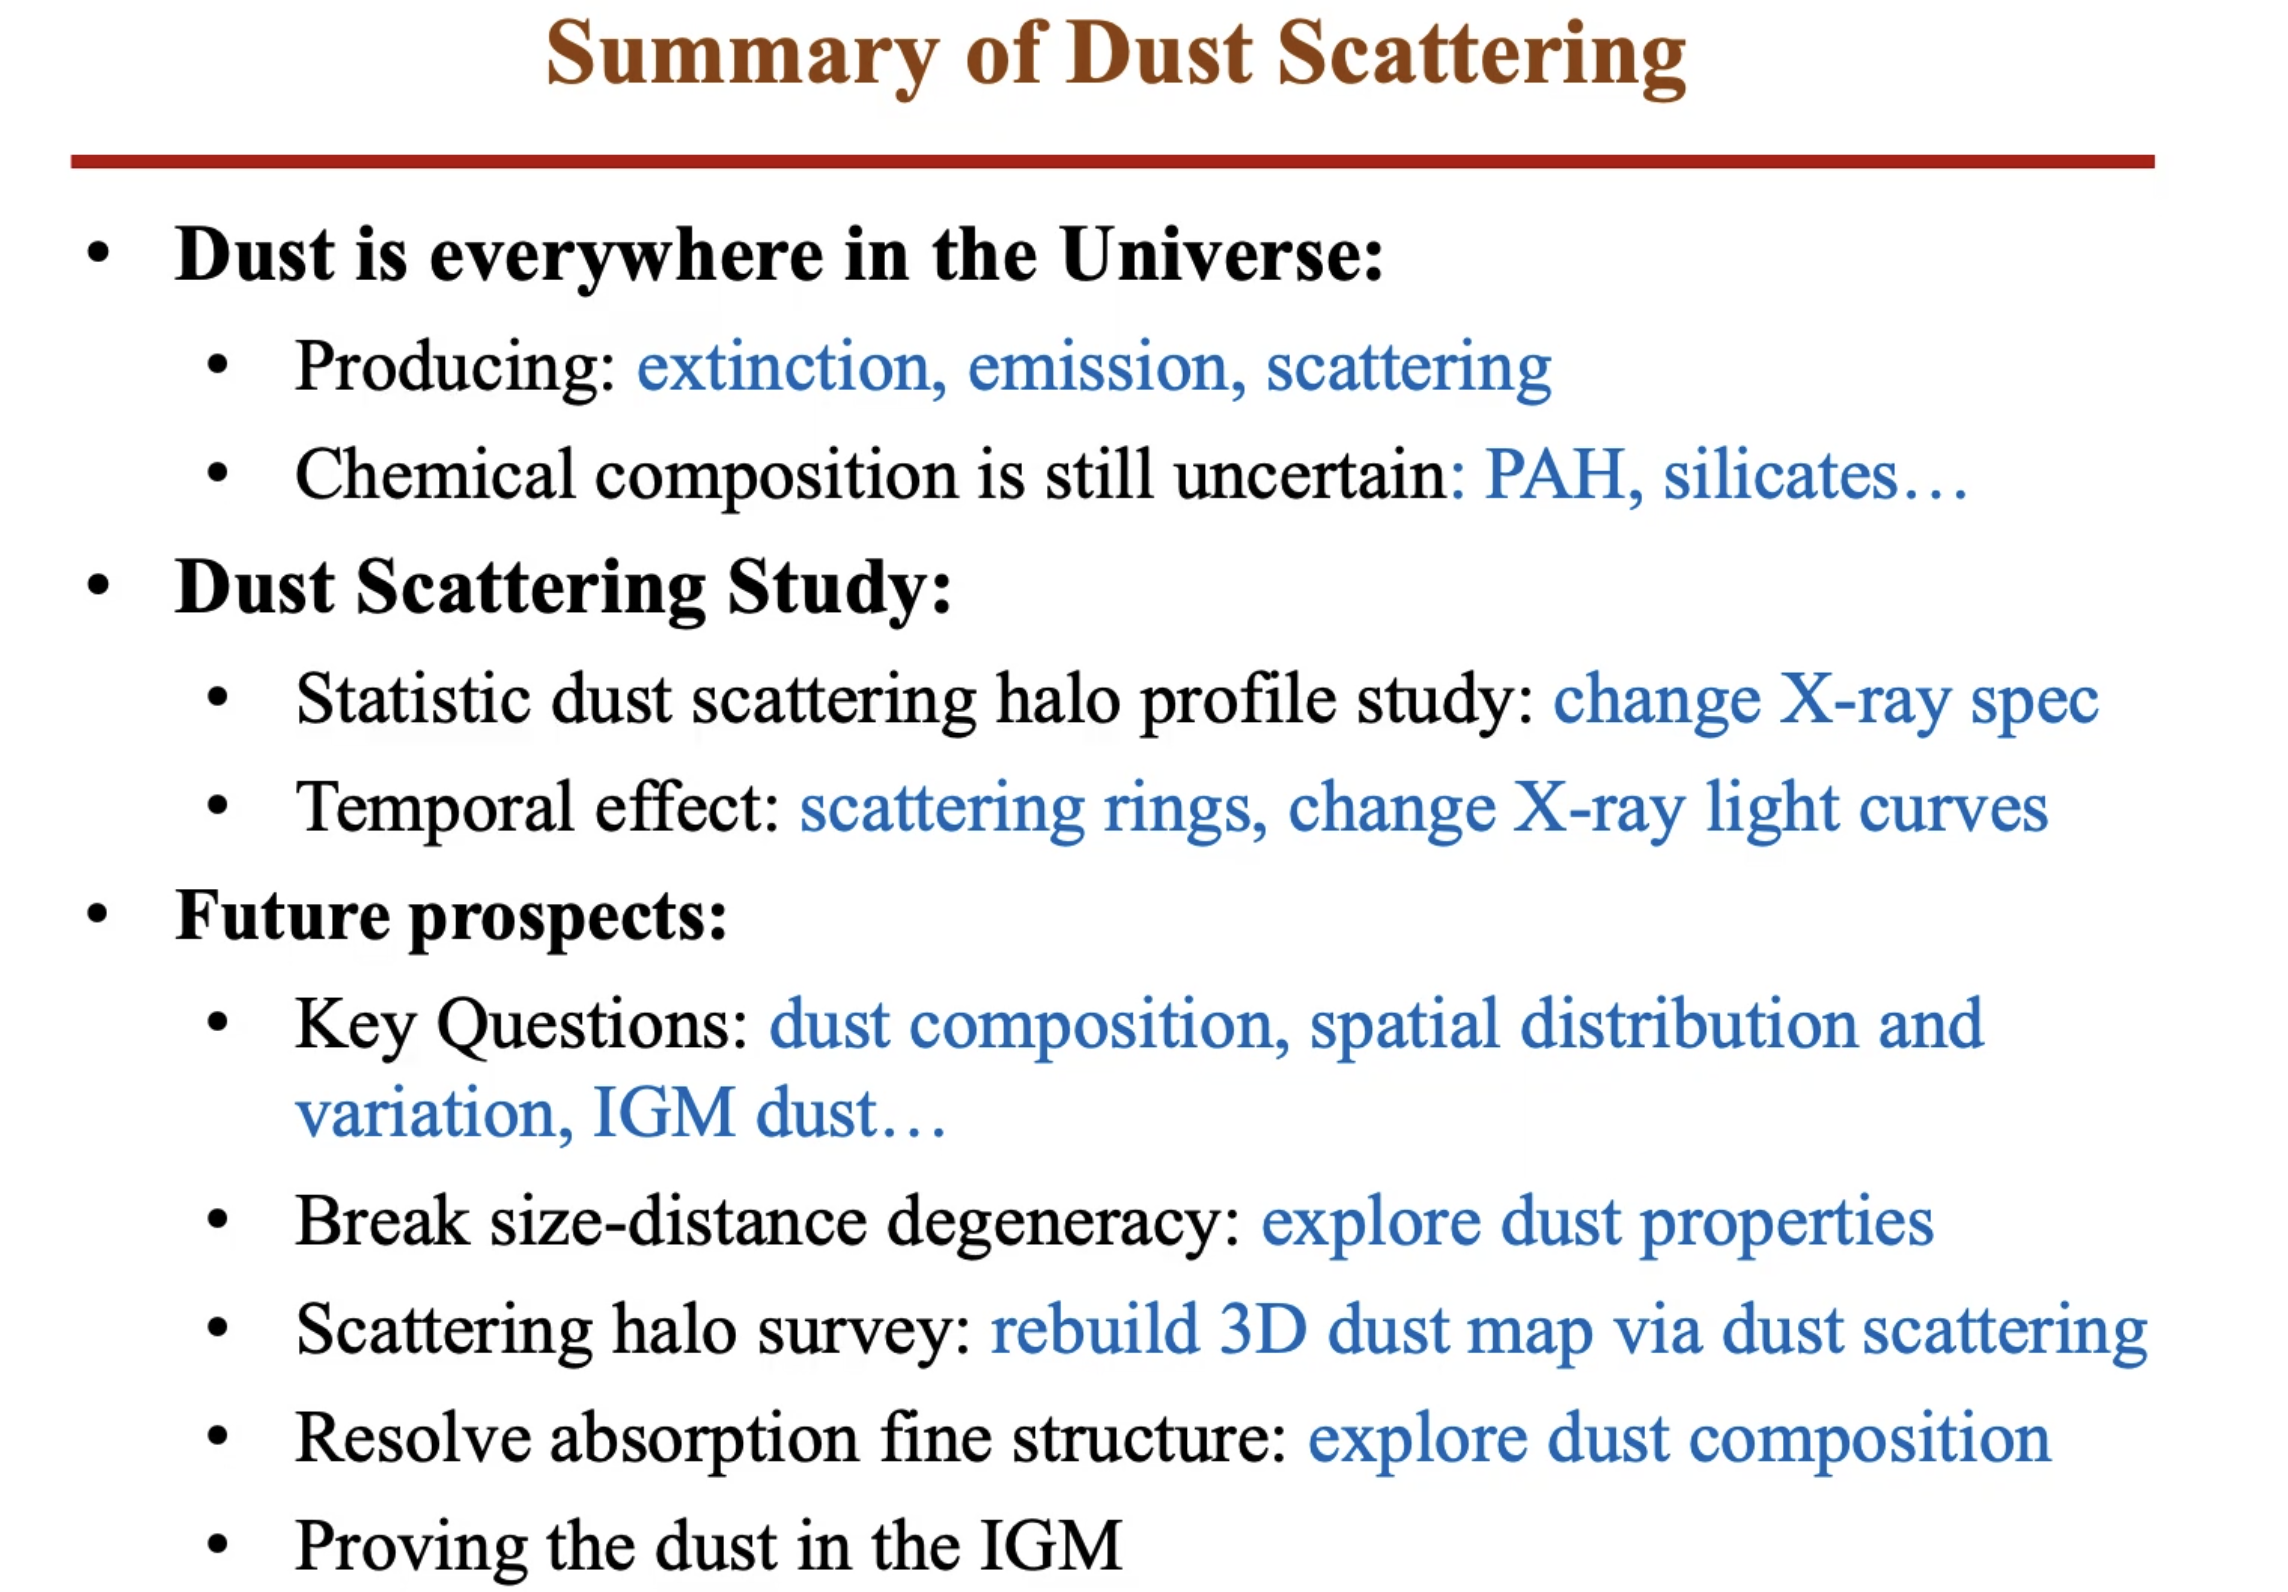 Summary of Dust Scattering
• Dust is everywhere in the Universe:
• Producing: extinction, emission, scattering
• Chemical composition is still uncertain: PAH, silicates…
• Dust Scattering Study:
• Statistic dust scattering halo profile study: change X-ray spec
• Temporal effect: scattering rings, change X-ray light curves
• Future prospects:
• Key Questions: dust composition, spatial distribution and
variation, IGM dust…
• Break size-distance degeneracy: explore dust properties
• Scattering halo survey: rebuild 3D dust map via dust scattering
• Resolve absorption fine structure: explore dust composition
• Proving the dust in the IGM